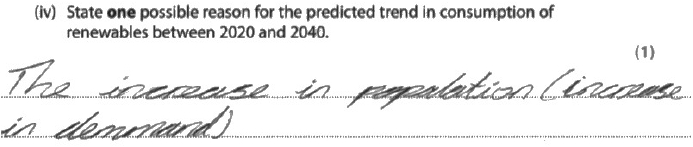 (iv) State one possible reason for the predicted trend in consumption of
renewables between 2020 and 2040.
(1)
The increase in population (increase
in demmand)